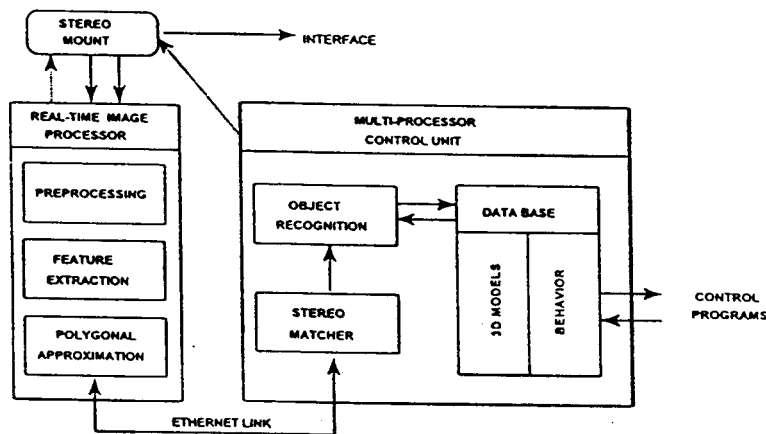 STEREO
MOUNT
INTERFACE
REAL-TIME IMAGE
PROCESSOR
PREPROCESSING
FEATURE
EXTRACTION
POLYGONAL
APPROXIMATION
MULTI-PROCESSOR
CONTROL UNIT
OBJECT
RECOGNITION
DATA BASE
3D MODELS
BEHAVIOR
STEREO
MATCHER
CONTROL
PROGRAMS
ETHERNET LINK